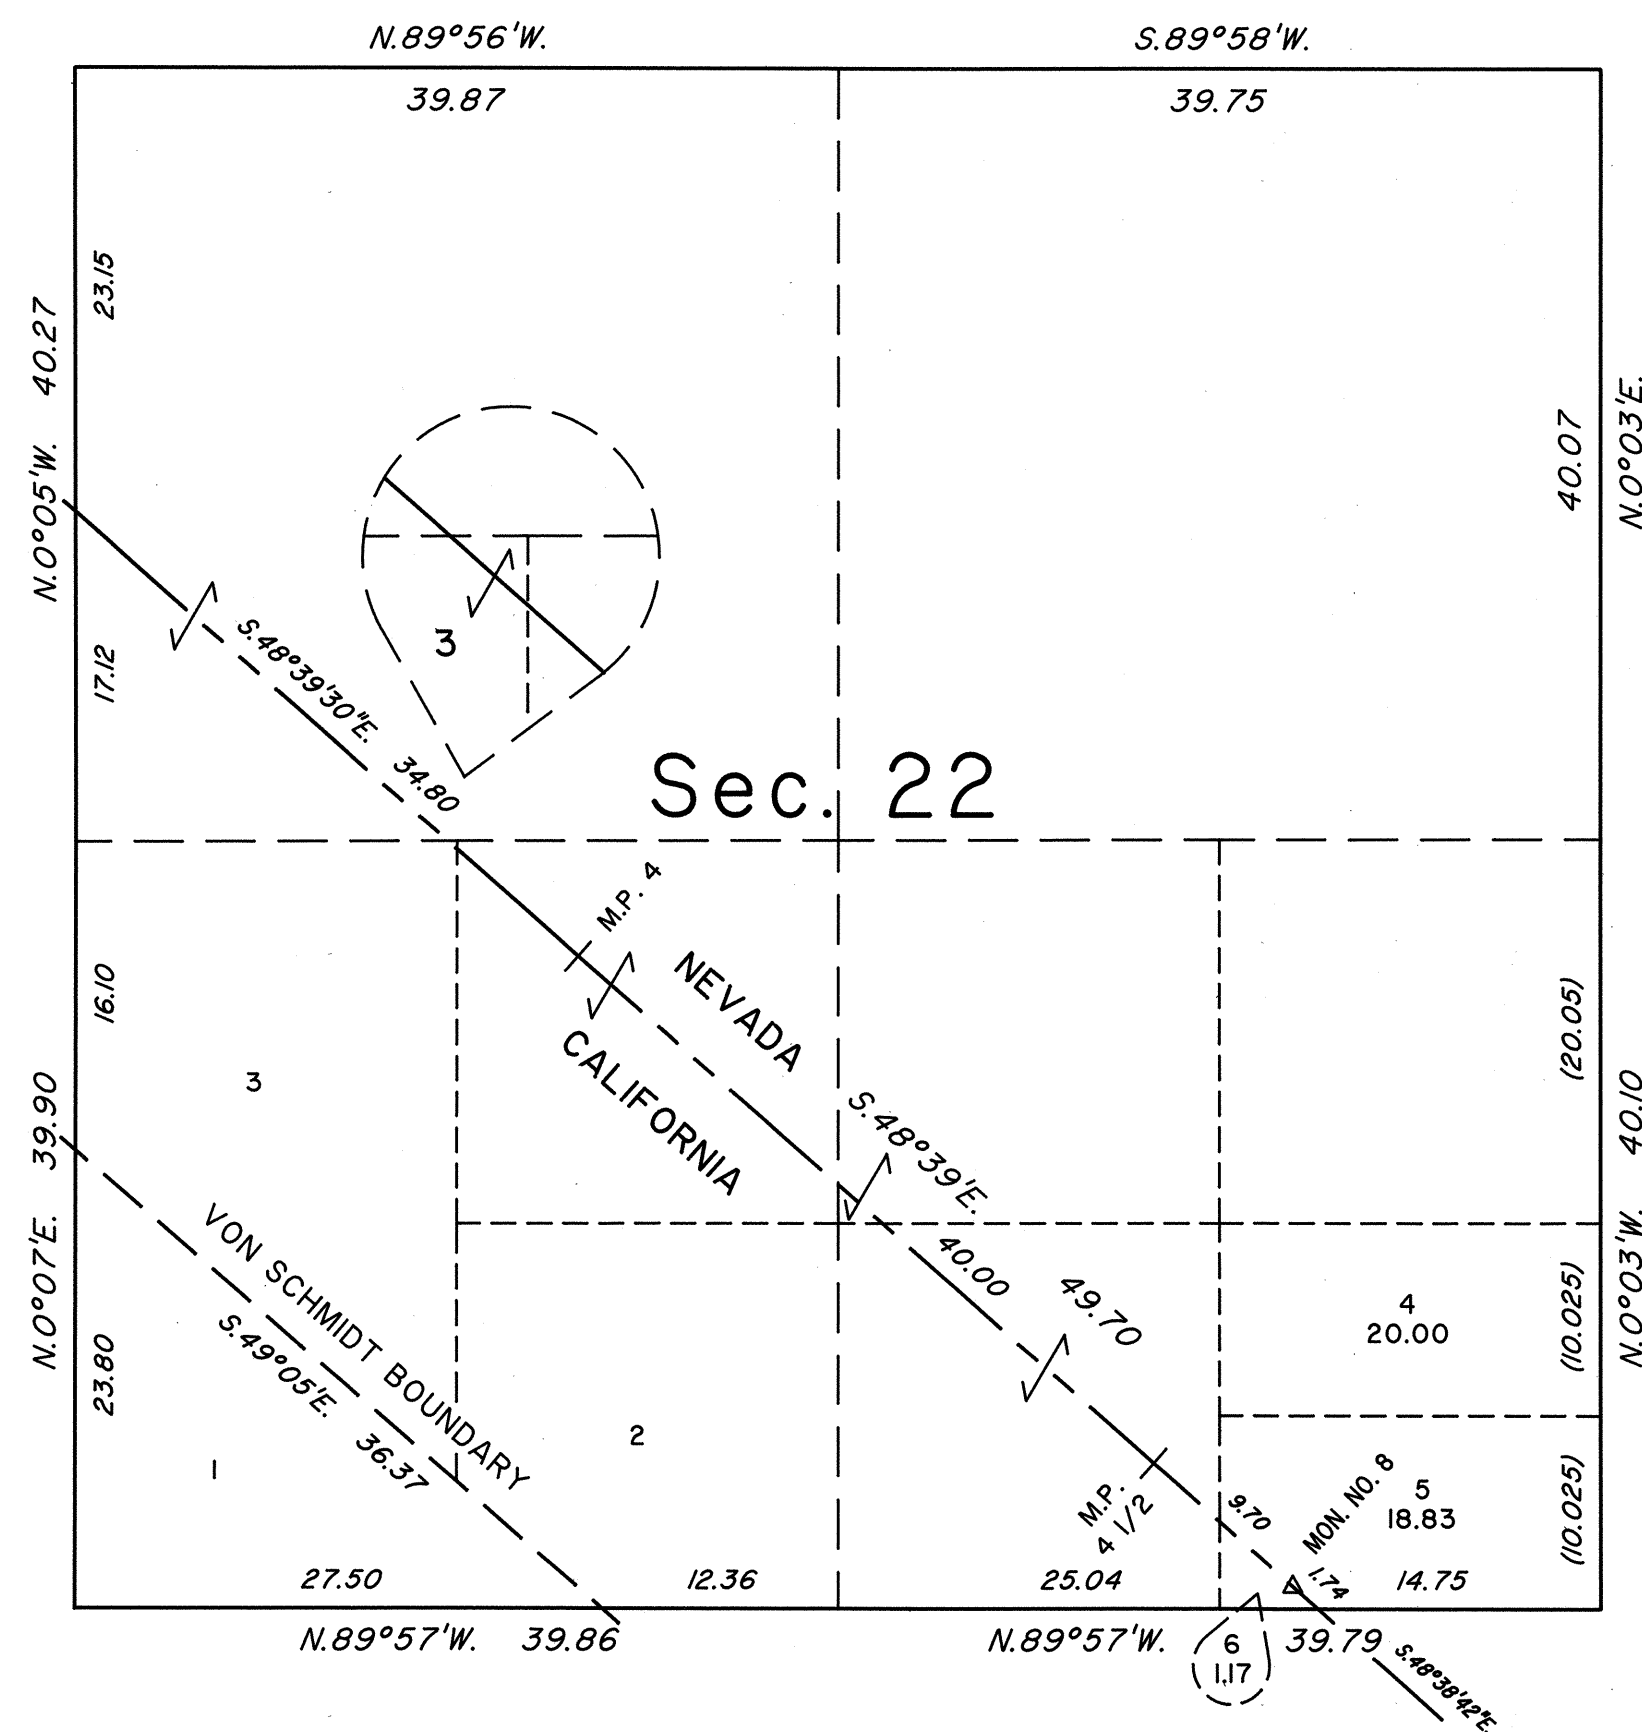 N.89°56'W.
S.89°58'W.
39.87
39.75
23.15
N.0°05'W. 40.27
40.07
N.0°03'E.
17.12
S.48°39'30"E. 34.80
3
Sec. 22
M.P. 4
NEVADA
CALIFORNIA
16.10
3
(20.05)
N.0°07'E. 39.90
N.0°03'W. 40.10
S.48°39'E.
40.00
49.70
VON SCHMIDT BOUNDARY
S.49°05'E. 36.37
23.80
4
20.00
(10.025)
1
2
M.P.
4 1/2
9.70
MON. NO. 8
5
18.83
(10.025)
27.50
12.36
25.04
1.74
14.75
N.89°57'W. 39.86
N.89°57'W. 39.79
6
1.17
S.48°38'42"E.